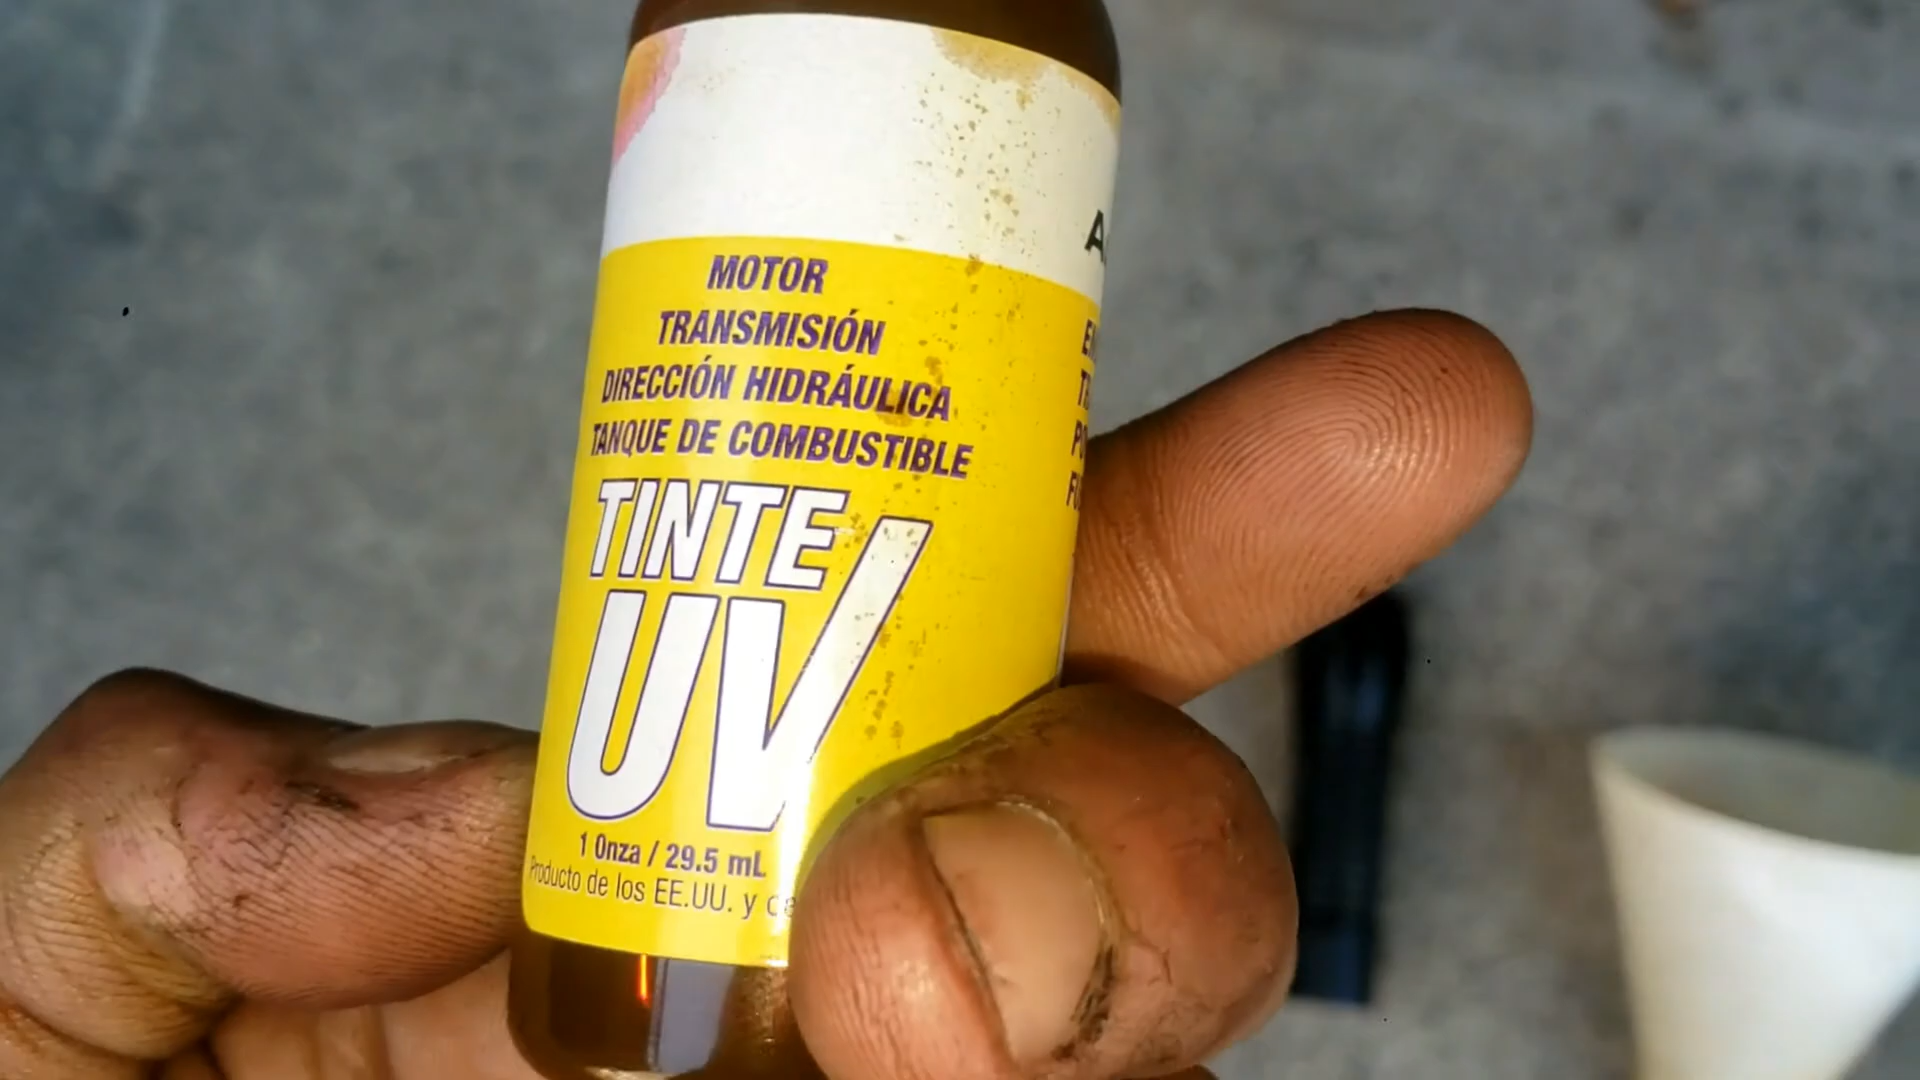 MOTOR
TRANSMISIÓN
DIRECCIÓN HIDRÁULICA
TANQUE DE COMBUSTIBLE
TINTE
UV
1 Onza / 29.5 mL
Producto de los EE.UU. y de